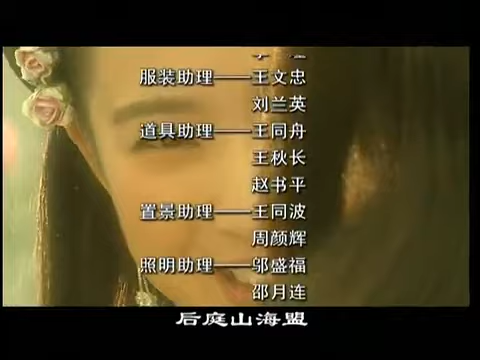 服装助理——王文忠
刘兰英
道具助理——王同舟
王秋长
赵书平
置景助理——王同波
周颜辉
照明助理——邬盛福
邵月连
后庭山海盟